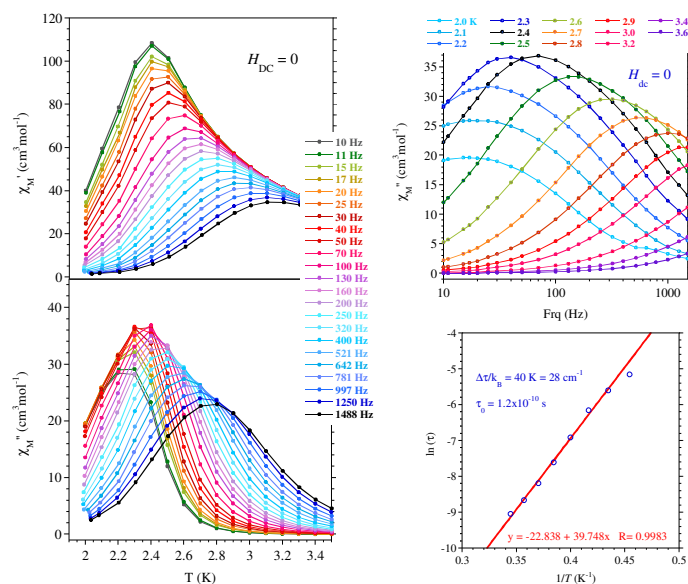 H_DC = 0
120
100
80
60
40
20
0
χ_M' (cm³mol⁻¹)
10 Hz
11 Hz
15 Hz
17 Hz
20 Hz
25 Hz
30 Hz
40 Hz
50 Hz
70 Hz
100 Hz
130 Hz
160 Hz
200 Hz
250 Hz
320 Hz
400 Hz
521 Hz
642 Hz
781 Hz
997 Hz
1250 Hz
1488 Hz
40
30
20
10
0
χ_M'' (cm³mol⁻¹)
2 2.2 2.4 2.6 2.8 3 3.2 3.4
T (K)
2.0 K 2.3 2.6 2.9 3.4
2.1 2.4 2.7 3.0 3.6
2.2 2.5 2.8 3.2
H_dc = 0
35
30
25
20
15
10
5
0
χ_M'' (cm³mol⁻¹)
10 100 1000
Frq (Hz)
-4
-5
-6
-7
-8
-9
-10
ln (τ)
Δτ/k_B = 40 K = 28 cm⁻¹
τ₀ = 1.2x10⁻¹⁰ s
y = -22.838 + 39.748x R= 0.9983
0.3 0.35 0.4 0.45 0.5
1/T (K⁻¹)